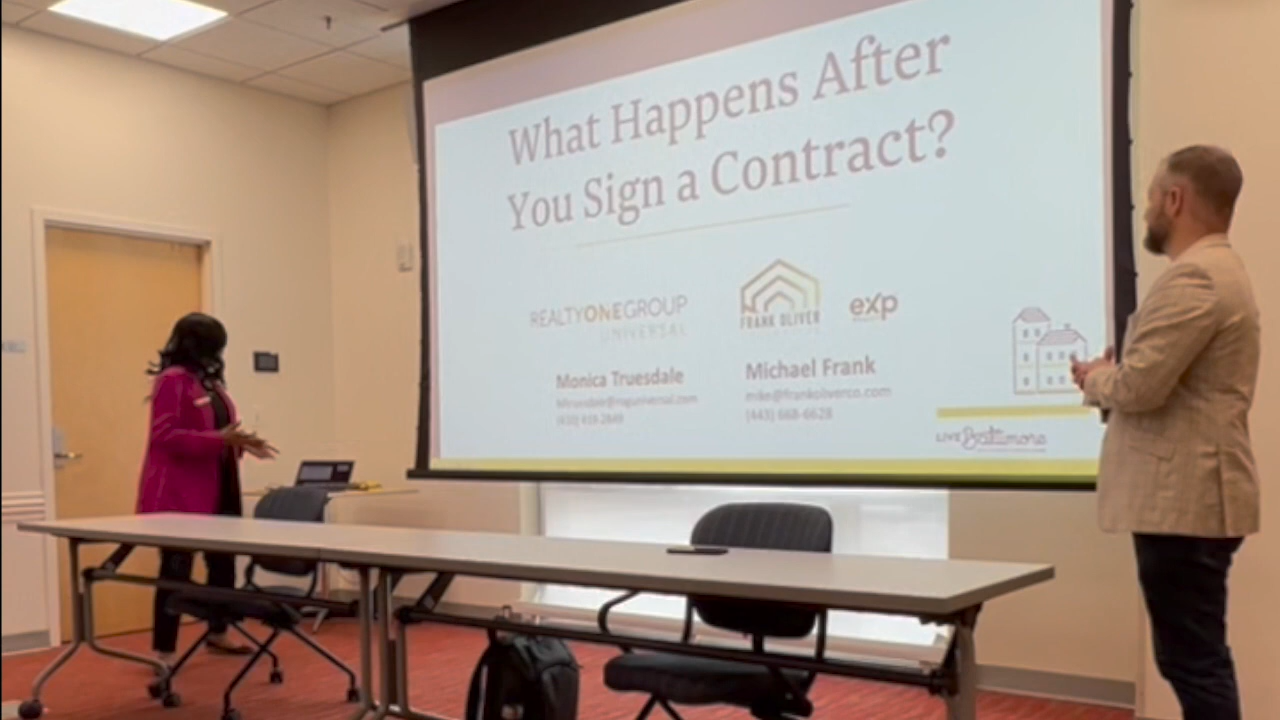 What Happens After
You Sign a Contract?
REALTYONEGROUP
UNIVERSAL
FRANK OLIVER
exp
Monica Truesdale
Michael Frank
mike@frankoliverco.com
(443) 668-6628
LIVE Baltimore